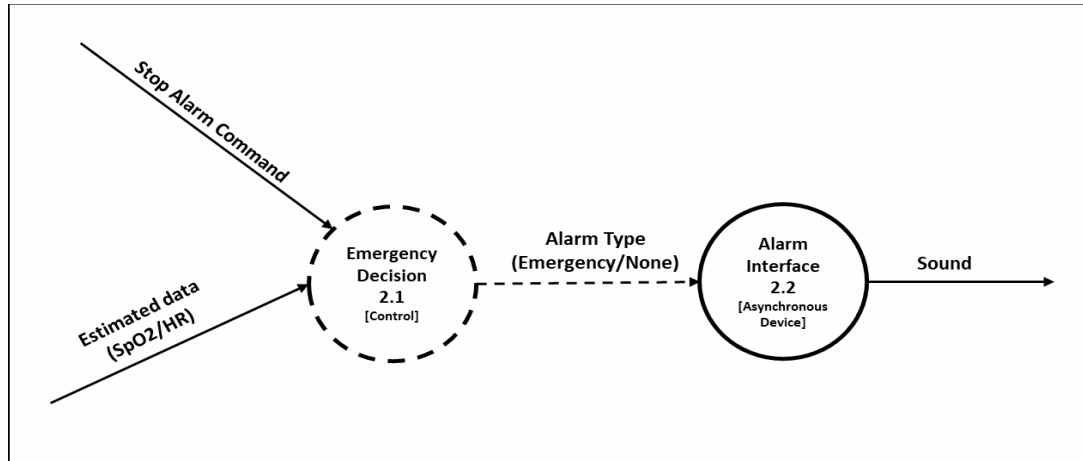 Stop Alarm Command
Estimated data
(SpO2/HR)
Emergency
Decision
2.1
[Control]
Alarm Type
(Emergency/None)
Alarm
Interface
2.2
[Asynchronous
Device]
Sound